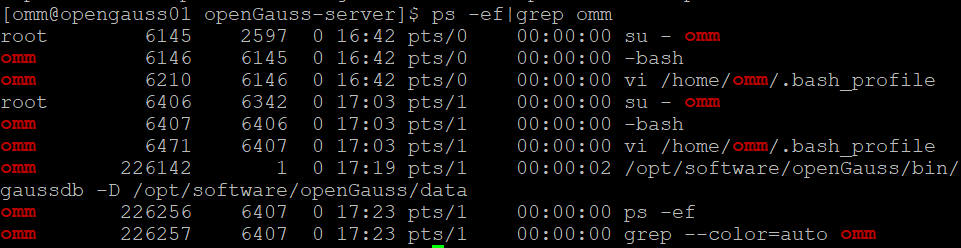 [omm@opengauss01 openGauss-server]$ ps -ef|grep omm
root 6145 2597 0 16:42 pts/0 00:00:00 su - omm
omm 6146 6145 0 16:42 pts/0 00:00:00 -bash
omm 6210 6146 0 16:42 pts/0 00:00:00 vi /home/omm/.bash_profile
root 6406 6342 0 17:03 pts/1 00:00:00 su - omm
omm 6407 6406 0 17:03 pts/1 00:00:00 -bash
omm 6471 6407 0 17:03 pts/1 00:00:00 vi /home/omm/.bash_profile
omm 226142 1 0 17:19 pts/1 00:00:02 /opt/software/openGauss/bin/
gaussdb -D /opt/software/openGauss/data
omm 226256 6407 0 17:23 pts/1 00:00:00 ps -ef
omm 226257 6407 0 17:23 pts/1 00:00:00 grep --color=auto omm